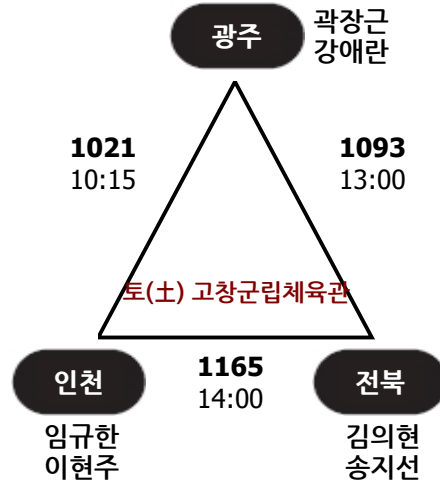 광주
곽장근
강애란
1021
10:15
1093
13:00
토(土) 고창군립체육관
인천
1165
14:00
전북
임규한
이현주
김의현
송지선